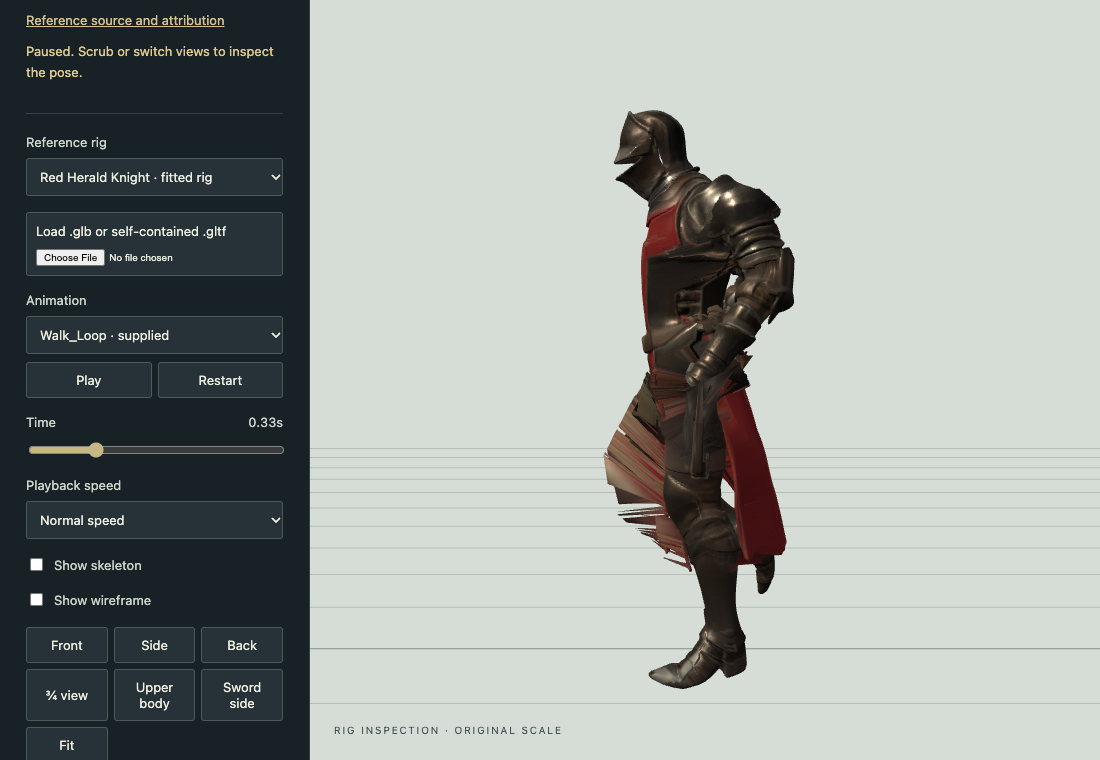 Reference source and attribution
Paused. Scrub or switch views to inspect
the pose.
Reference rig
Red Herald Knight · fitted rig
Load .glb or self-contained .gltf
Choose File No file chosen
Animation
Walk_Loop · supplied
Play Restart
Time 0.33s
Playback speed
Normal speed
Show skeleton
Show wireframe
Front Side Back
¾ view Upper body Sword side
Fit
RIG INSPECTION · ORIGINAL SCALE